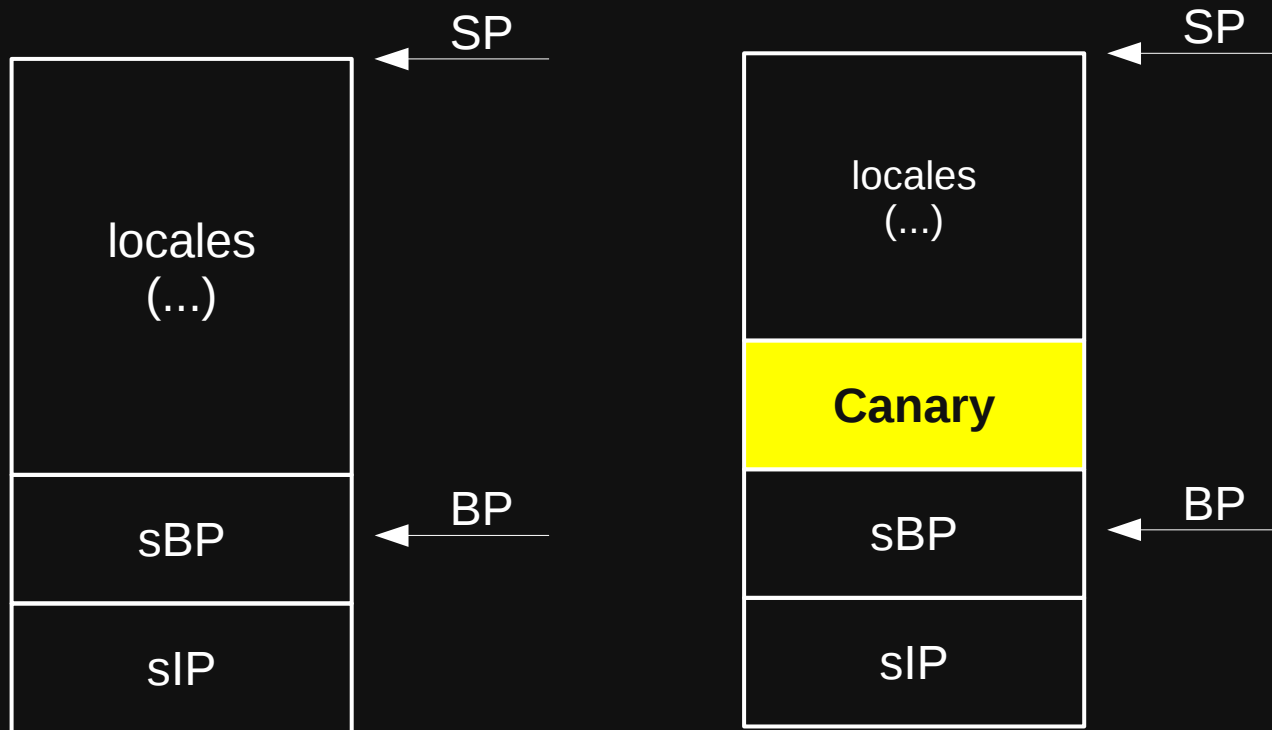 SP
locales
(...)
BP
sBP
sIP
SP
locales
(...)
Canary
BP
sBP
sIP